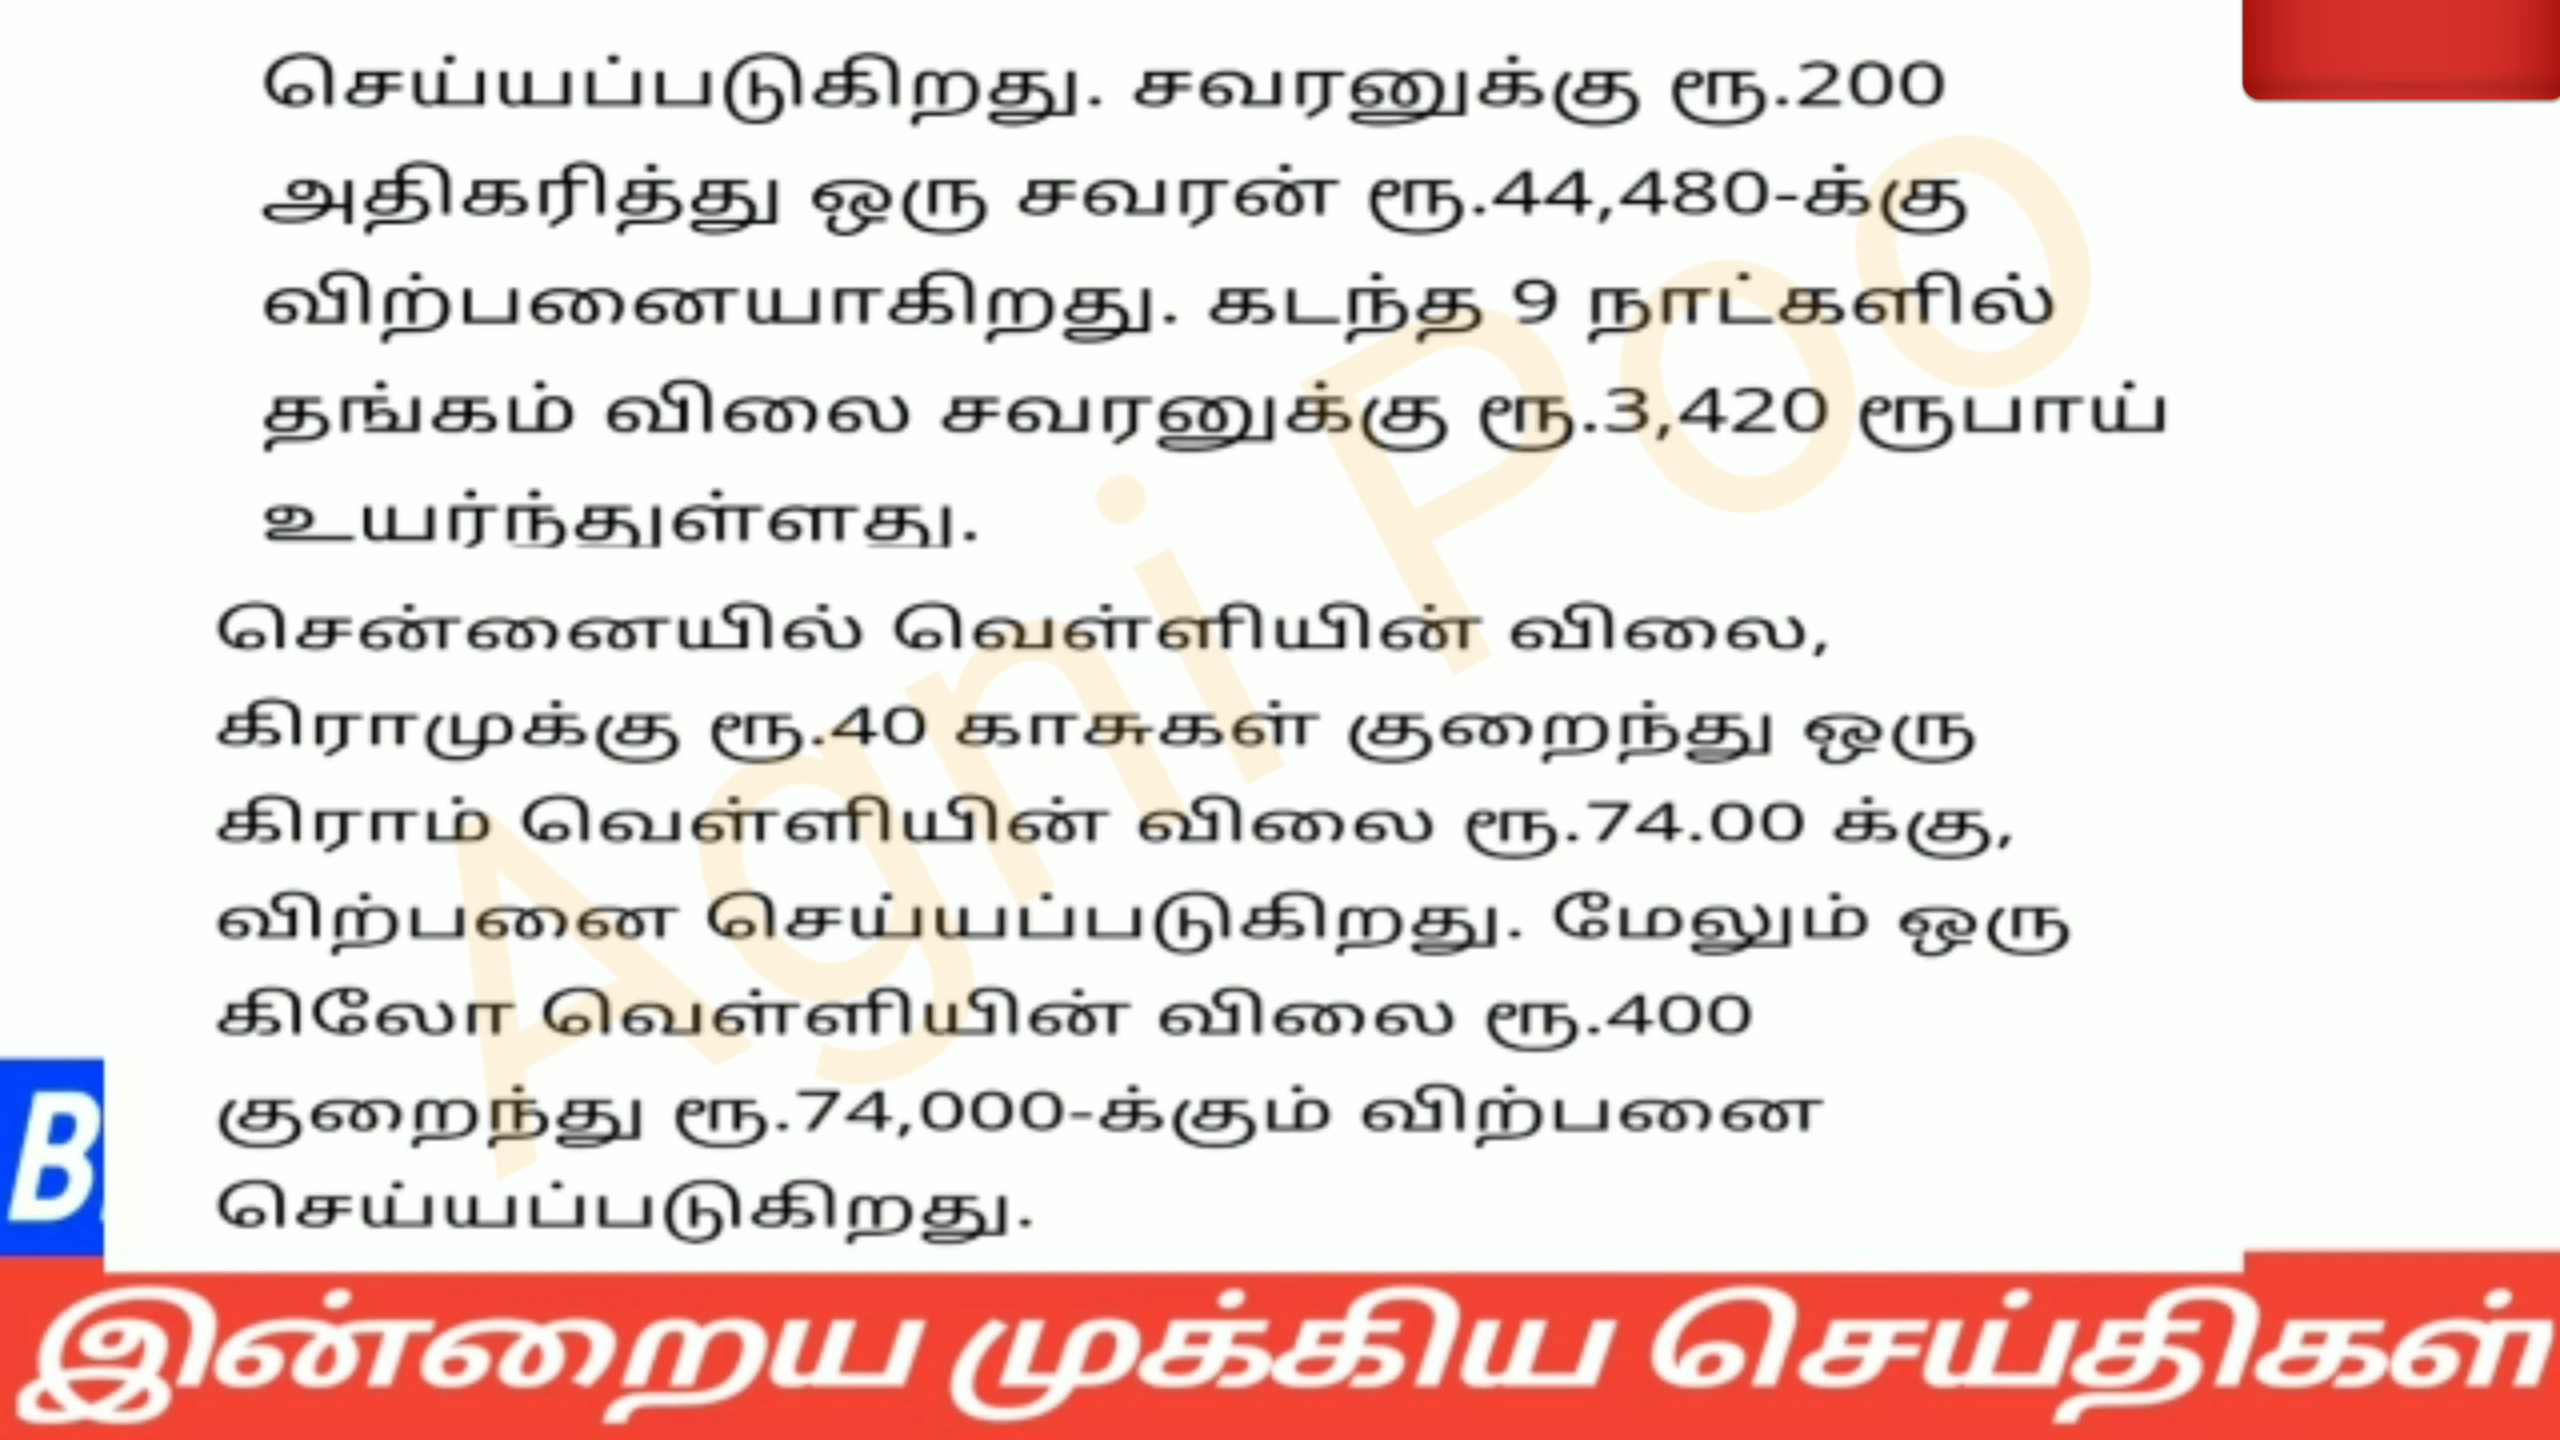 செய்யப்படுகிறது. சவரனுக்கு ரூ.200
அதிகரித்து ஒரு சவரன் ரூ.44,480-க்கு
விற்பனையாகிறது. கடந்த 9 நாட்களில்
தங்கம் விலை சவரனுக்கு ரூ.3,420 ரூபாய்
உயர்ந்துள்ளது.
சென்னையில் வெள்ளியின் விலை,
கிராமுக்கு ரூ.40 காசுகள் குறைந்து ஒரு
கிராம் வெள்ளியின் விலை ரூ.74.00 க்கு,
விற்பனை செய்யப்படுகிறது. மேலும் ஒரு
கிலோ வெள்ளியின் விலை ரூ.400
குறைந்து ரூ.74,000-க்கும் விற்பனை
செய்யப்படுகிறது.
Agni Poo
B
இன்றைய முக்கிய செய்திகள்